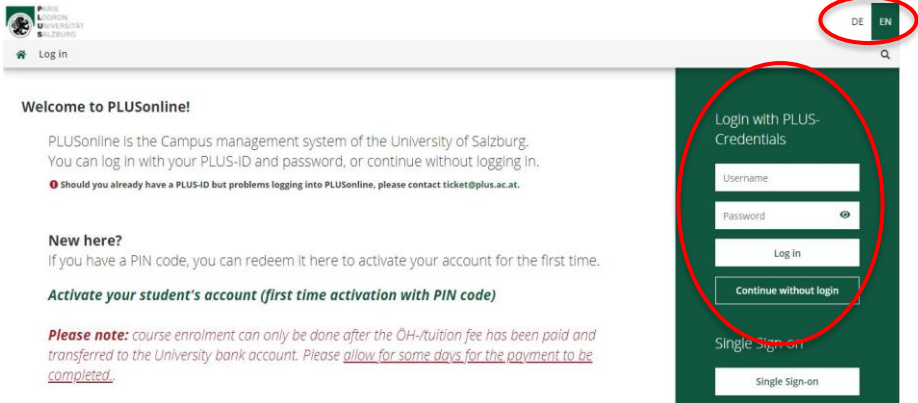 PARIS
LODRON
UNIVERSITÄT
SALZBURG
DE EN
Log in
Welcome to PLUSonline!
PLUSonline is the Campus management system of the University of Salzburg.
You can log in with your PLUS-ID and password, or continue without logging in.
Should you already have a PLUS-ID but problems logging into PLUSonline, please contact ticket@plus.ac.at.
New here?
If you have a PIN code, you can redeem it here to activate your account for the first time.
Activate your student's account (first time activation with PIN code)
Please note: course enrolment can only be done after the ÖH-/tuition fee has been paid and
transferred to the University bank account. Please allow for some days for the payment to be
completed..
Login with PLUS-
Credentials
Username
Password
Log in
Continue without login
Single Sign-on
Single Sign-on